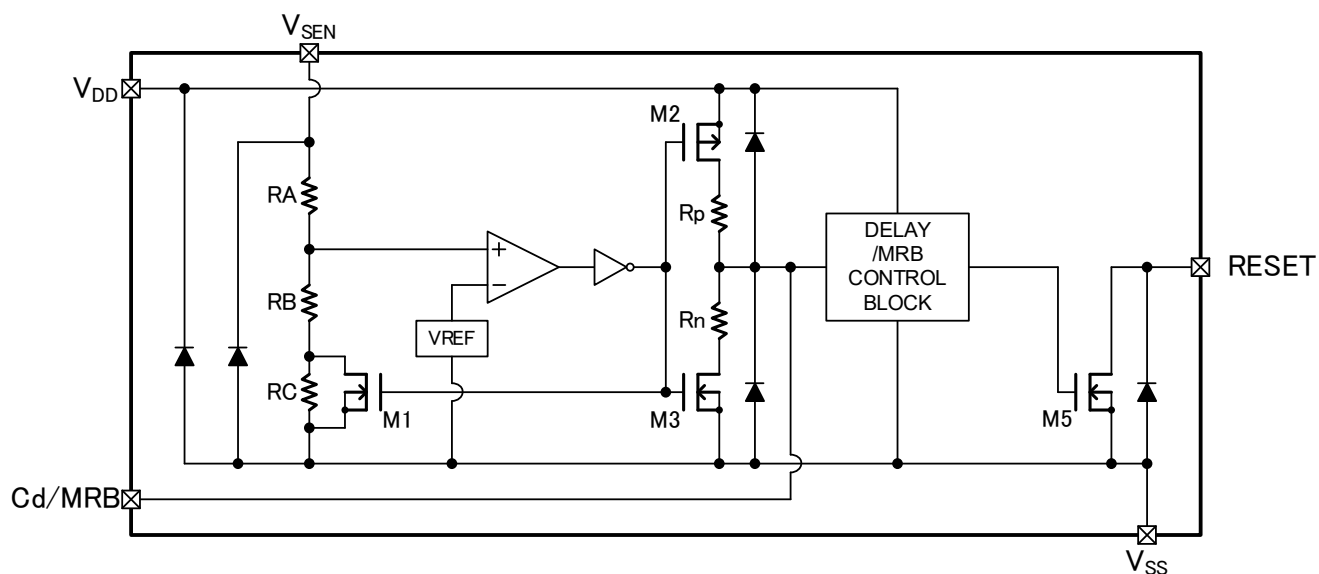 VSEN
VDD
M2
RA
Rp
+
−
DELAY
/MRB
CONTROL
BLOCK
RESET
RB
Rn
VREF
RC
M1
M3
M5
Cd/MRB
VSS